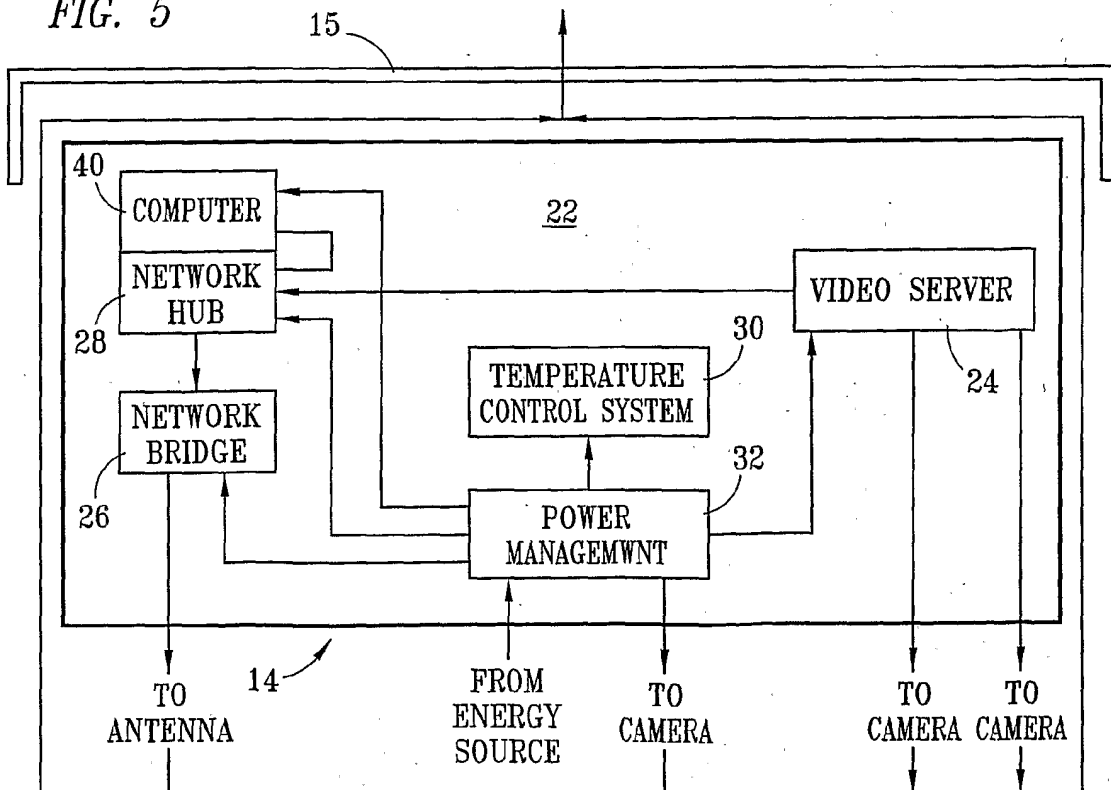 FIG. 5
15
40
COMPUTER
22
NETWORK
HUB
28
VIDEO SERVER
24
30
TEMPERATURE
CONTROL SYSTEM
NETWORK
BRIDGE
26
32
POWER
MANAGEMWNT
14
TO
ANTENNA
FROM
ENERGY
SOURCE
TO
CAMERA
TO
CAMERA
TO
CAMERA